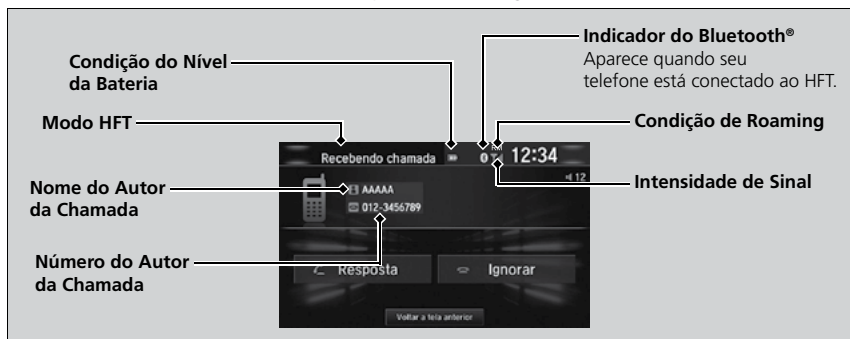 Indicador do Bluetooth®
Aparece quando seu
telefone está conectado ao HFT.
Condição do Nível
da Bateria
Modo HFT
Condição de Roaming
Nome do Autor
da Chamada
Intensidade de Sinal
Número do Autor
da Chamada
Recebendo chamada
12:34
12
AAAAA
012-3456789
Resposta
Ignorar
Voltar a tela anterior